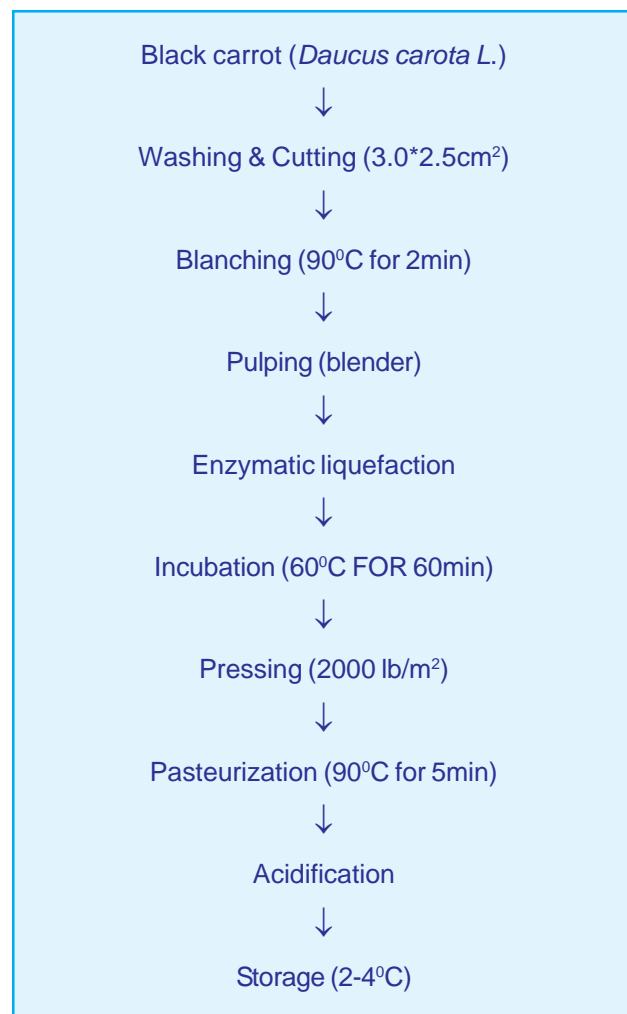 Black carrot (Daucus carota L.)
↓
Washing & Cutting (3.0*2.5cm²)
↓
Blanching (90⁰C for 2min)
↓
Pulping (blender)
↓
Enzymatic liquefaction
↓
Incubation (60⁰C FOR 60min)
↓
Pressing (2000 lb/m²)
↓
Pasteurization (90⁰C for 5min)
↓
Acidification
↓
Storage (2-4⁰C)